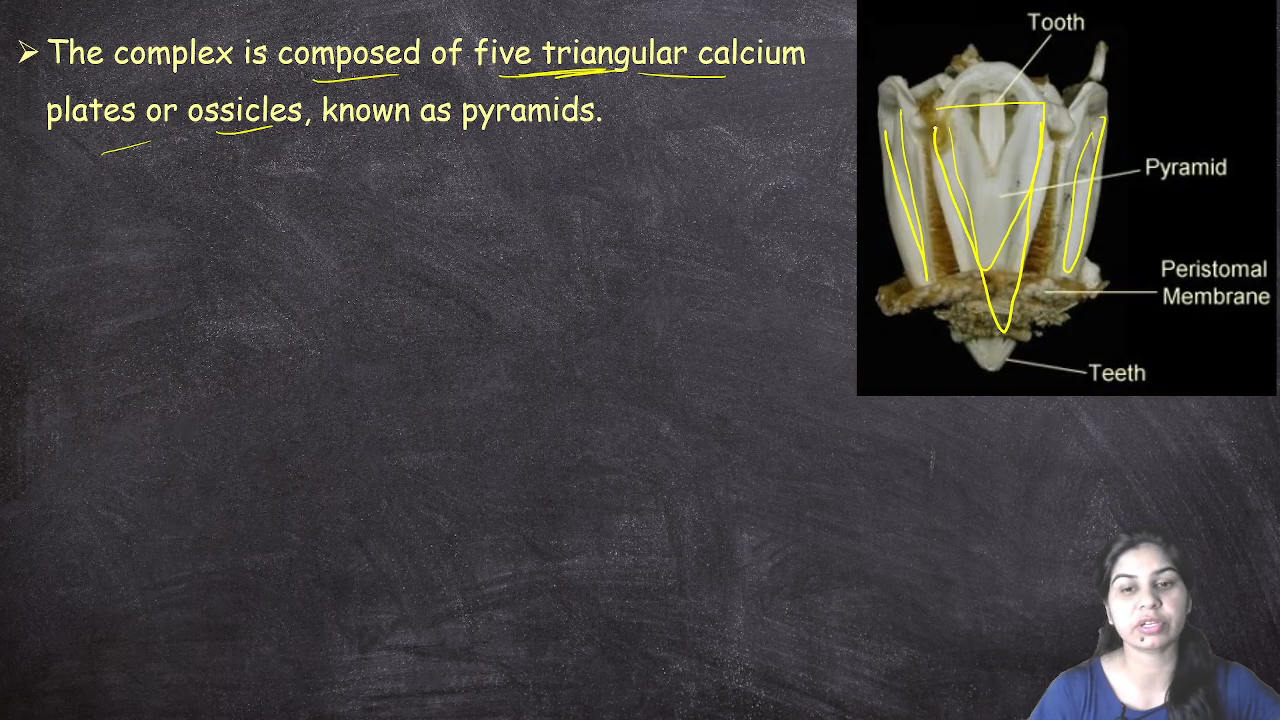 ➢ The complex is composed of five triangular calcium
plates or ossicles, known as pyramids.
Tooth
Pyramid
Peristomal
Membrane
Teeth